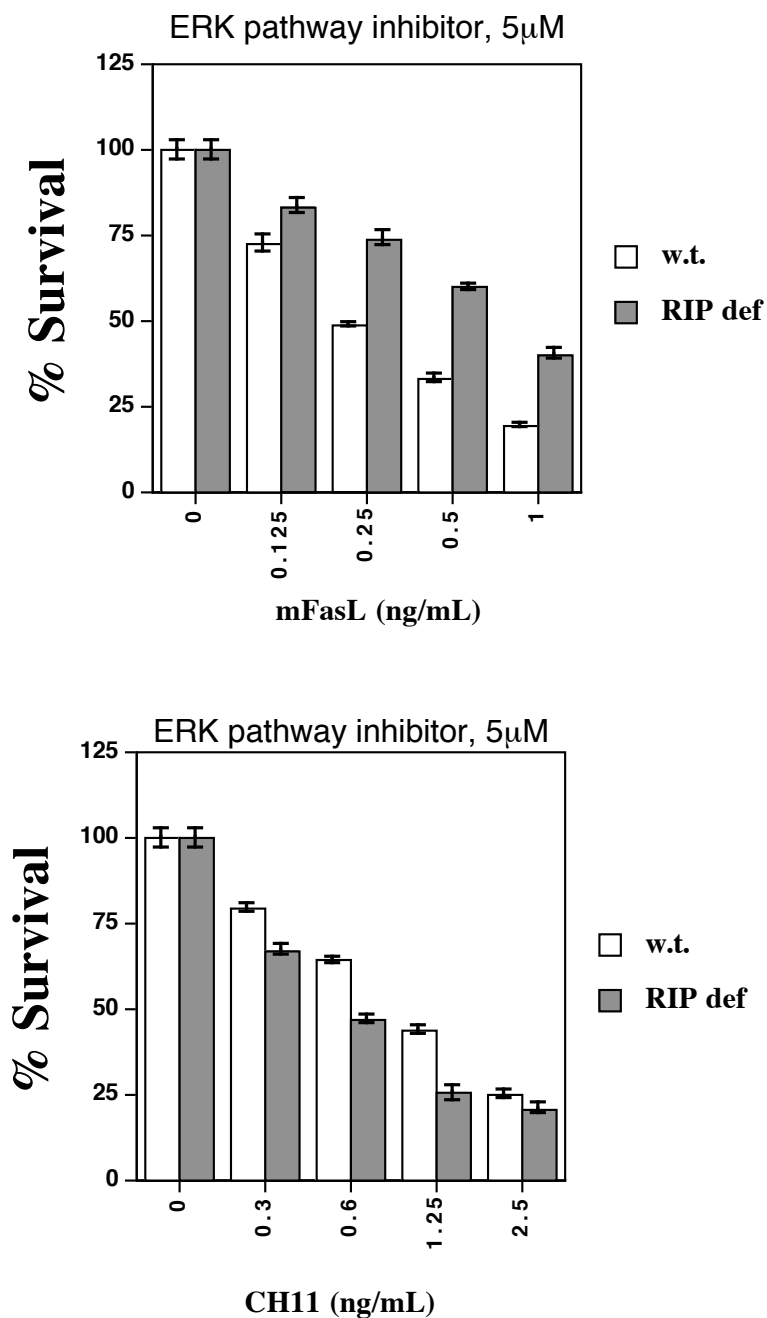 ERK pathway inhibitor, 5µM
125
100
75
50
25
0
% Survival
w.t.
RIP def
0
0.125
0.25
0.5
1
mFasL (ng/mL)
ERK pathway inhibitor, 5µM
125
100
75
50
25
0
% Survival
w.t.
RIP def
0
0.3
0.6
1.25
2.5
CH11 (ng/mL)